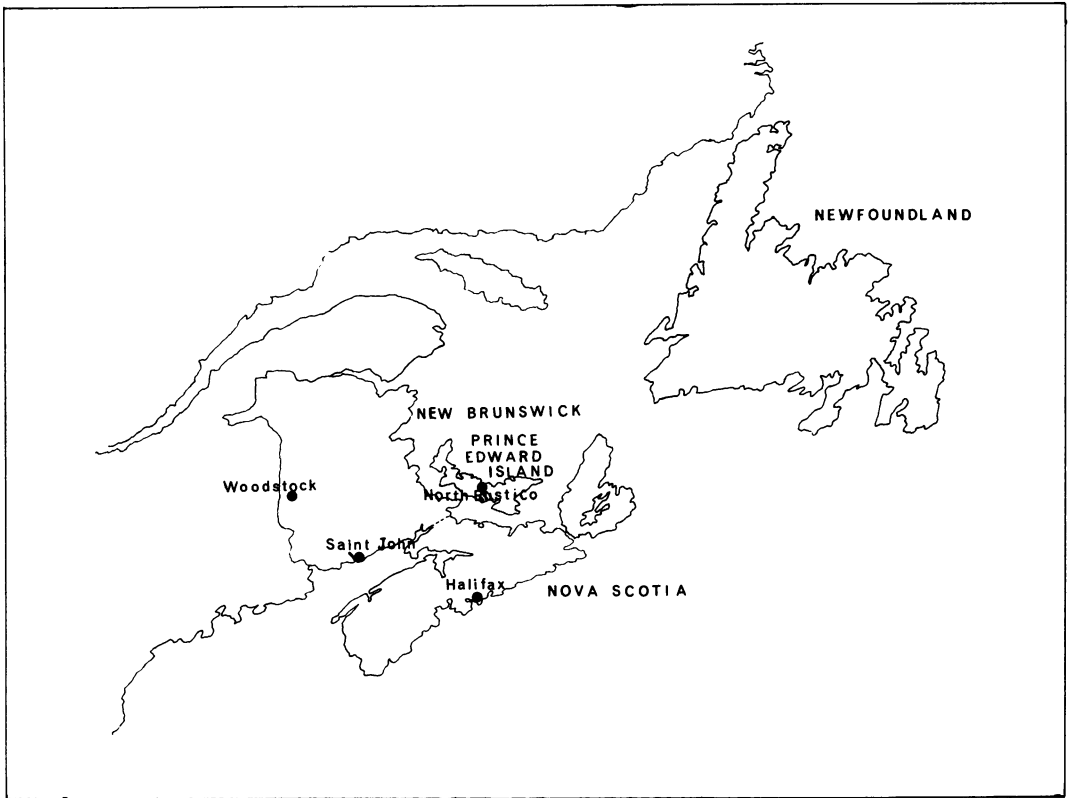 NEWFOUNDLAND
NEW BRUNSWICK
PRINCE
EDWARD
ISLAND
Woodstock
North Rustico
Saint John
Halifax
NOVA SCOTIA